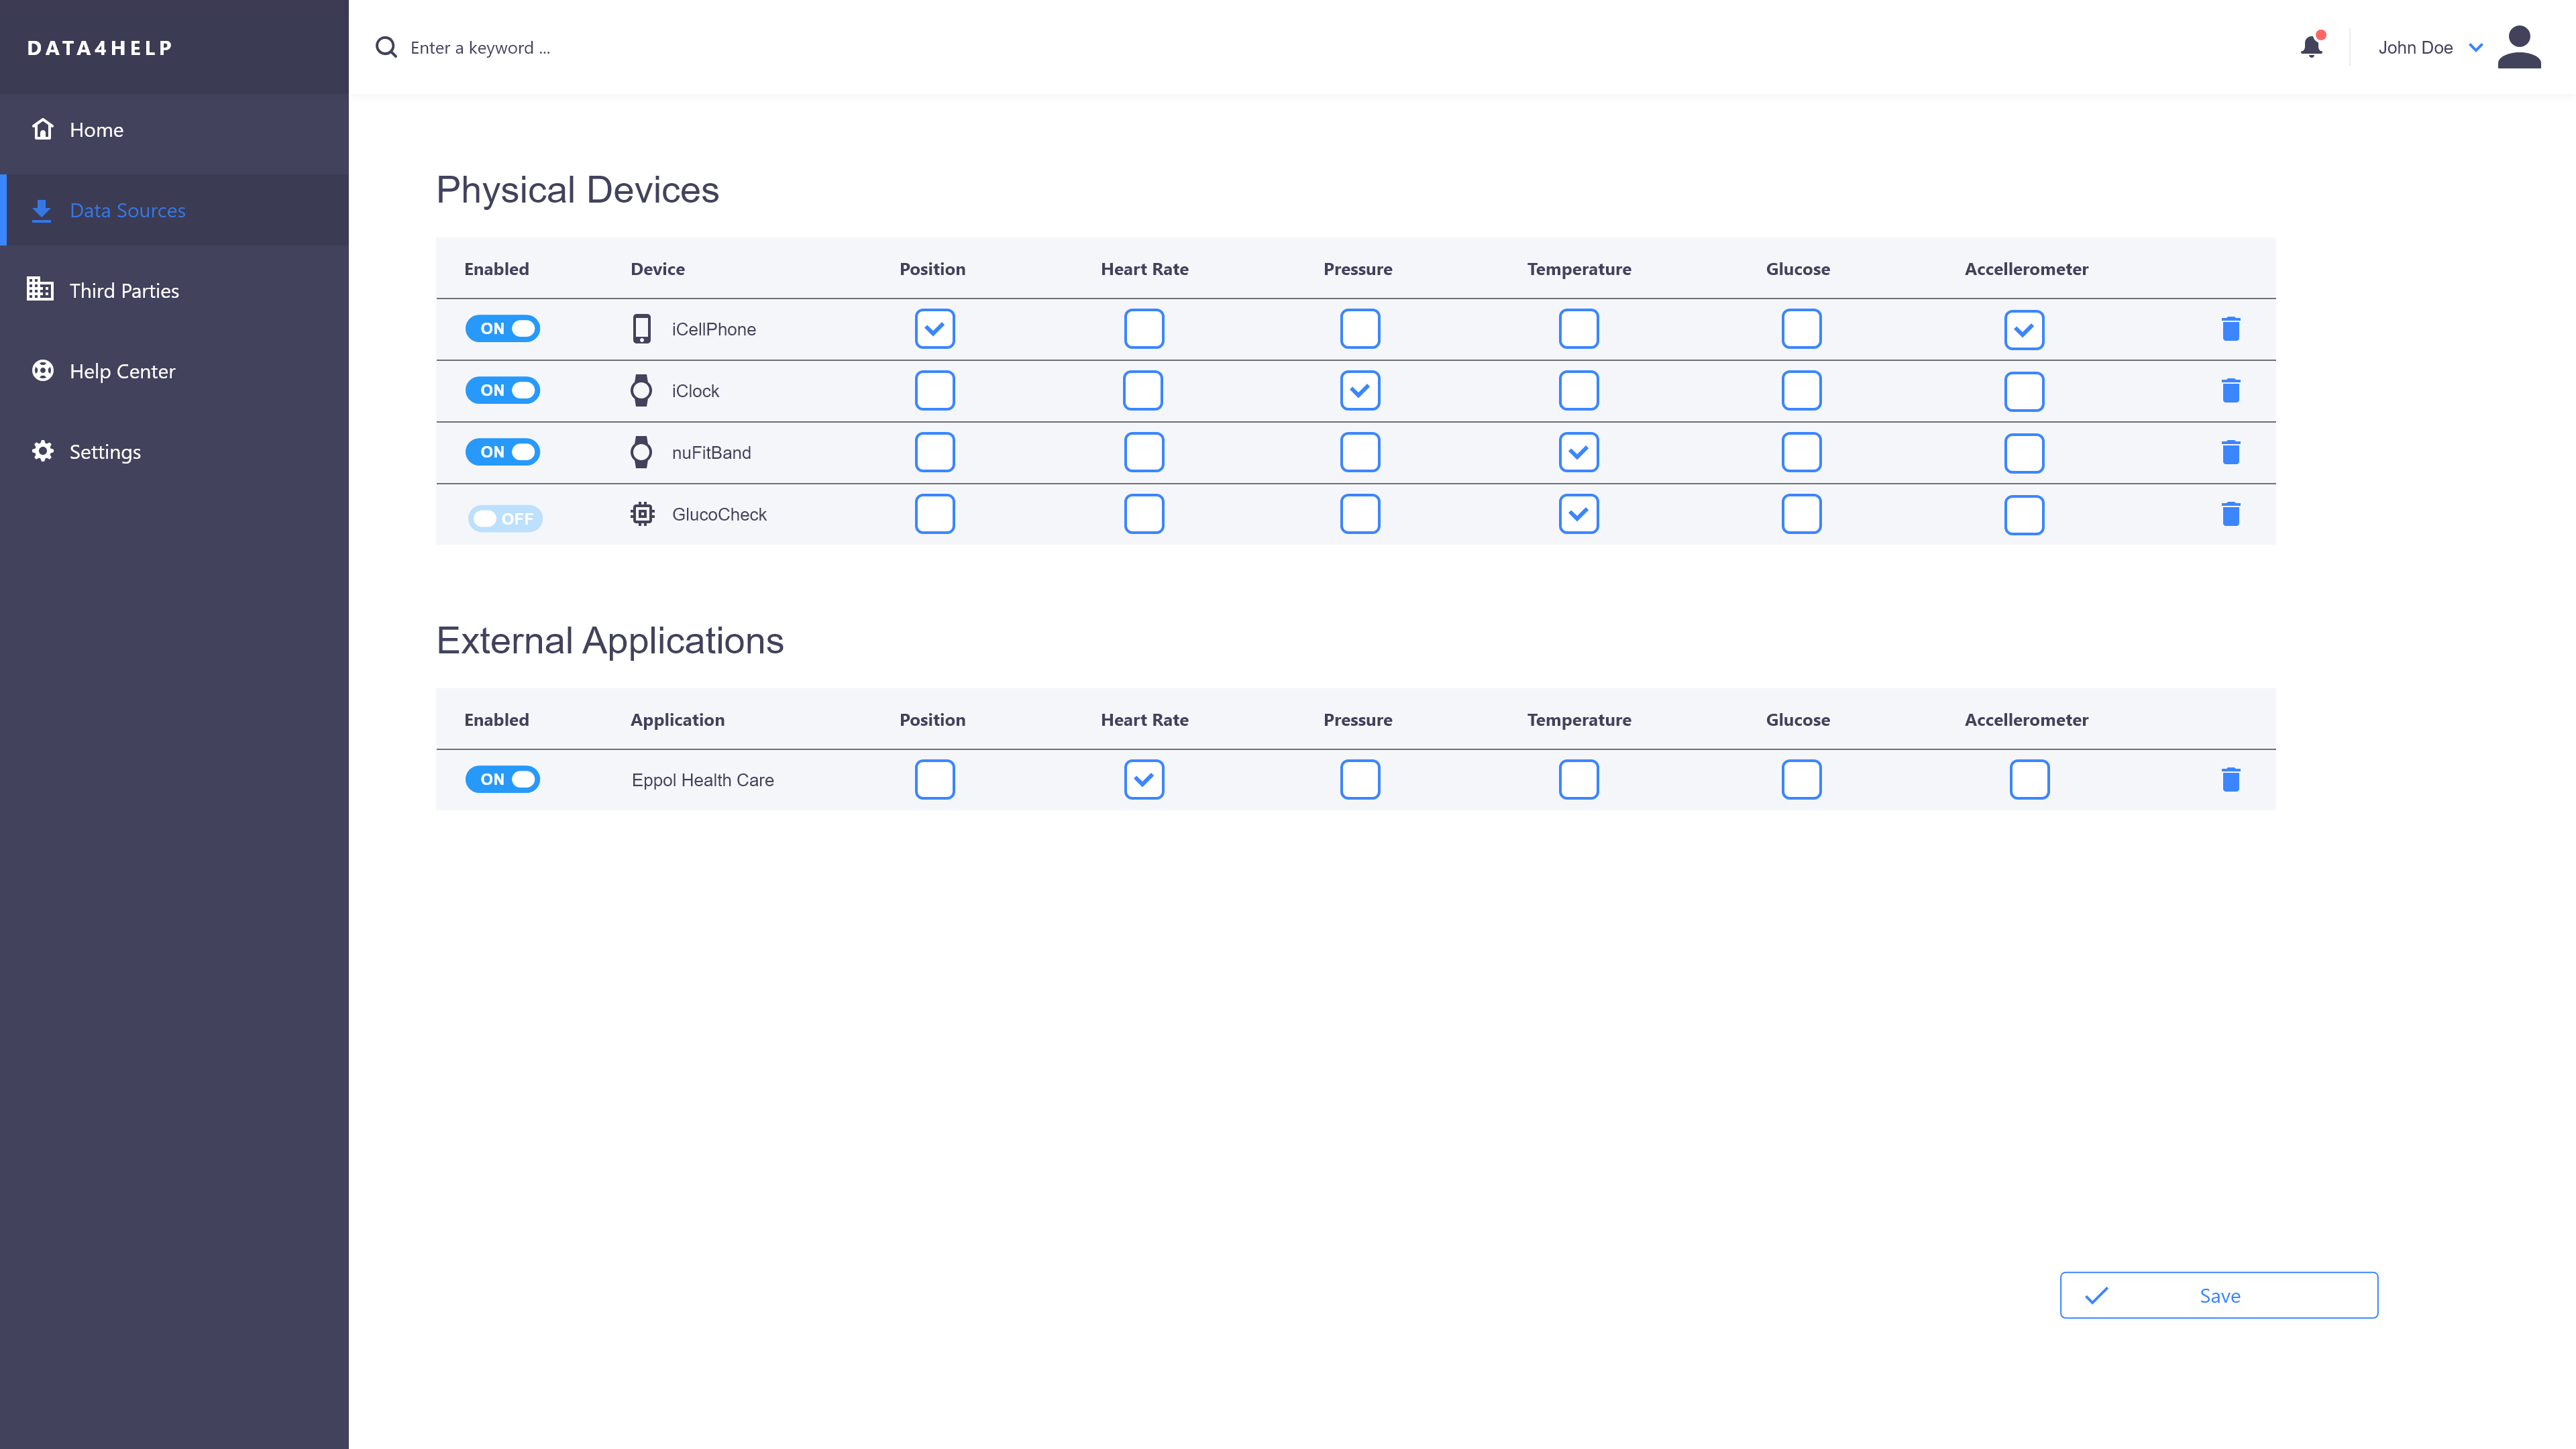 DATA4HELP
Enter a keyword ...
John Doe
Home
Data Sources
Third Parties
Help Center
Settings
Physical Devices
Enabled Device Position Heart Rate Pressure Temperature Glucose Accellerometer
ON iCellPhone
ON iClock
ON nuFitBand
OFF GlucoCheck
External Applications
Enabled Application Position Heart Rate Pressure Temperature Glucose Accellerometer
ON Eppol Health Care
Save